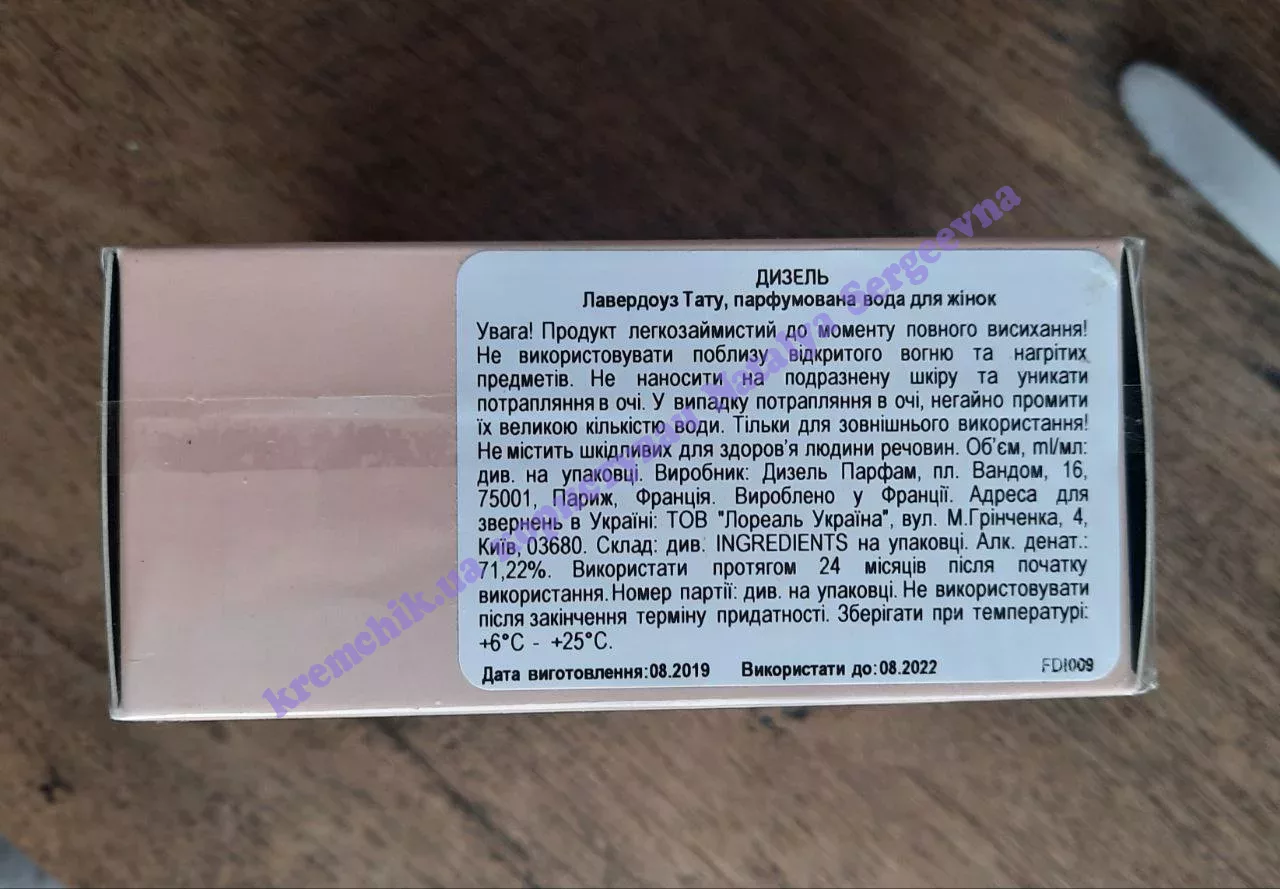 ДИЗЕЛЬ
Лавердоуз Тату, парфумована вода для жінок
Увага! Продукт легкозаймистий до моменту повного висихання!
Не використовувати поблизу відкритого вогню та нагрітих
предметів. Не наносити на подразнену шкіру та уникати
потрапляння в очі. У випадку потрапляння в очі, негайно промити
їх великою кількістю води. Тільки для зовнішнього використання!
Не містить шкідливих для здоров'я людини речовин. Об'єм, ml/мл:
див. на упаковці. Виробник: Дизель Парфам, пл. Вандом, 16,
75001, Париж, Франція. Вироблено у Франції. Адреса для
звернень в Україні: ТОВ "Лореаль Україна", вул. М.Грінченка, 4,
Київ, 03680. Склад: див. INGREDIENTS на упаковці. Алк. денат.:
71,22%. Використати протягом 24 місяців після початку
використання. Номер партії: див. на упаковці. Не використовувати
після закінчення терміну придатності. Зберігати при температурі:
+6°C - +25°C.
Дата виготовлення:08.2019 Використати до:08.2022 FDI009
kremchik.ua Natalya Sergeevna